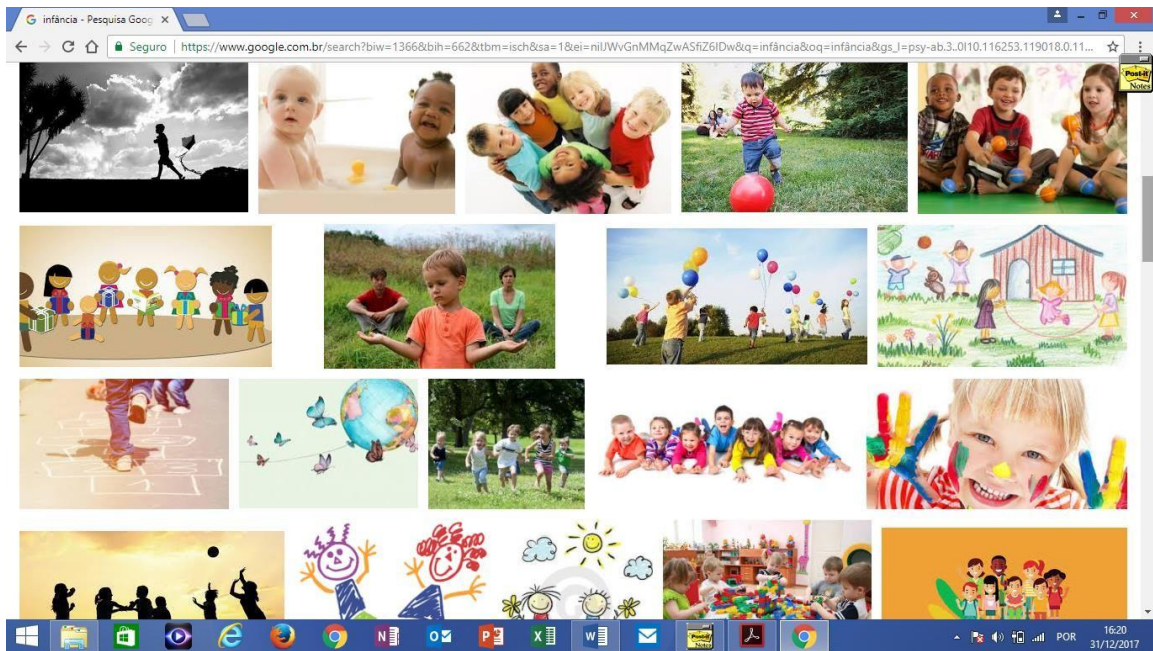 infância - Pesquisa Goog
Seguro
https://www.google.com.br/search?biw=1366&bih=662&tbm=isch&sa=1&ei=niIJWvGnMMqZwASfiZ6IDw&q=infância&oq=infância&gs_l=psy-ab.3..0l10.116253.119018.0.11...
Post-it
Notes
Post-it
POR
16:20
31/12/2017